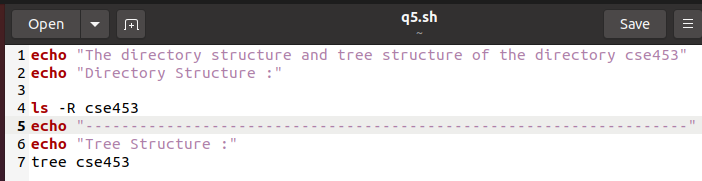 Open q5.sh Save
~
1 echo "The directory structure and tree structure of the directory cse453"
2 echo "Directory Structure :"
3
4 ls -R cse453
5 echo "-------------------------------------------------------------------"
6 echo "Tree Structure :"
7 tree cse453